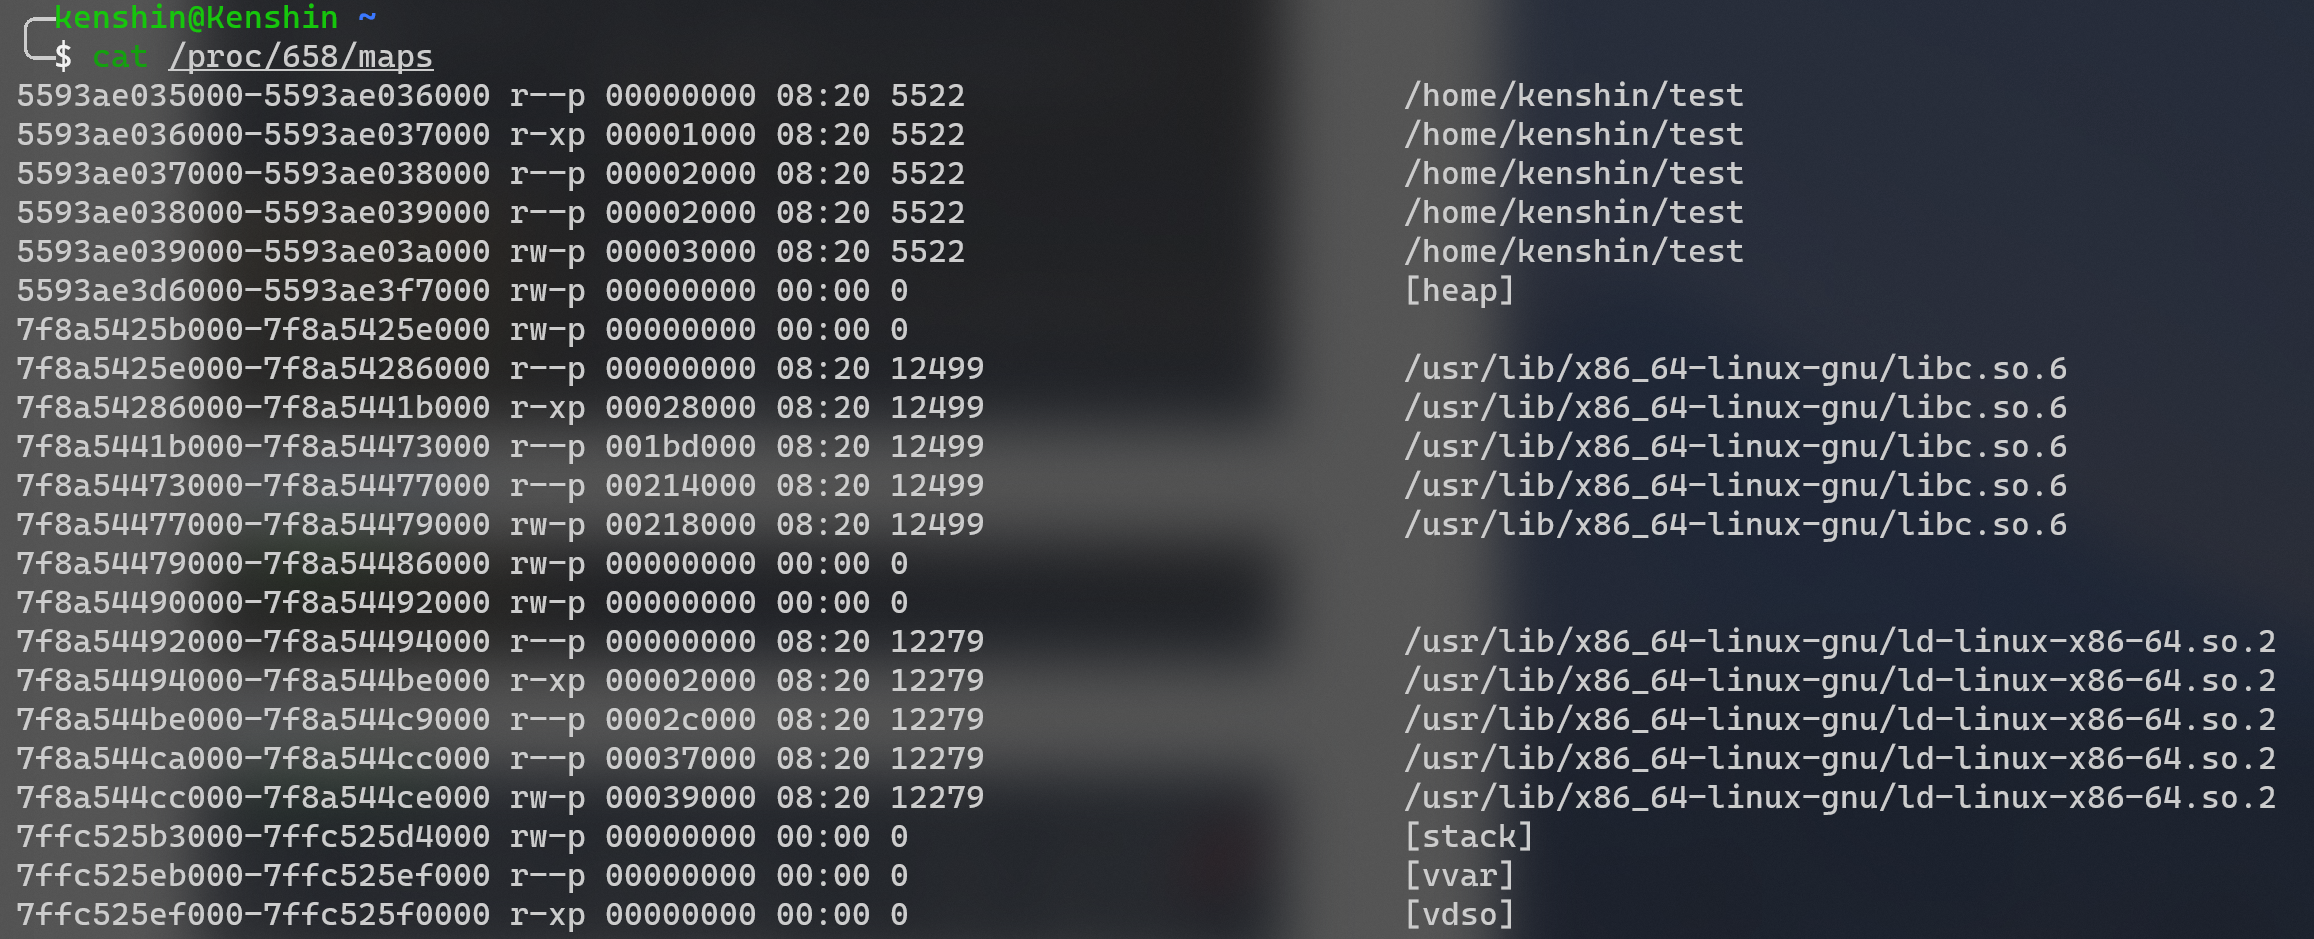 kenshin@Kenshin ~
$ cat /proc/658/maps
5593ae035000-5593ae036000 r--p 00000000 08:20 5522 /home/kenshin/test
5593ae036000-5593ae037000 r-xp 00001000 08:20 5522 /home/kenshin/test
5593ae037000-5593ae038000 r--p 00002000 08:20 5522 /home/kenshin/test
5593ae038000-5593ae039000 r--p 00002000 08:20 5522 /home/kenshin/test
5593ae039000-5593ae03a000 rw-p 00003000 08:20 5522 /home/kenshin/test
5593ae3d6000-5593ae3f7000 rw-p 00000000 00:00 0 [heap]
7f8a5425b000-7f8a5425e000 rw-p 00000000 00:00 0
7f8a5425e000-7f8a54286000 r--p 00000000 08:20 12499 /usr/lib/x86_64-linux-gnu/libc.so.6
7f8a54286000-7f8a5441b000 r-xp 00028000 08:20 12499 /usr/lib/x86_64-linux-gnu/libc.so.6
7f8a5441b000-7f8a54473000 r--p 001bd000 08:20 12499 /usr/lib/x86_64-linux-gnu/libc.so.6
7f8a54473000-7f8a54477000 r--p 00214000 08:20 12499 /usr/lib/x86_64-linux-gnu/libc.so.6
7f8a54477000-7f8a54479000 rw-p 00218000 08:20 12499 /usr/lib/x86_64-linux-gnu/libc.so.6
7f8a54479000-7f8a54486000 rw-p 00000000 00:00 0
7f8a54490000-7f8a54492000 rw-p 00000000 00:00 0
7f8a54492000-7f8a54494000 r--p 00000000 08:20 12279 /usr/lib/x86_64-linux-gnu/ld-linux-x86-64.so.2
7f8a54494000-7f8a544be000 r-xp 00002000 08:20 12279 /usr/lib/x86_64-linux-gnu/ld-linux-x86-64.so.2
7f8a544be000-7f8a544c9000 r--p 0002c000 08:20 12279 /usr/lib/x86_64-linux-gnu/ld-linux-x86-64.so.2
7f8a544ca000-7f8a544cc000 r--p 00037000 08:20 12279 /usr/lib/x86_64-linux-gnu/ld-linux-x86-64.so.2
7f8a544cc000-7f8a544ce000 rw-p 00039000 08:20 12279 /usr/lib/x86_64-linux-gnu/ld-linux-x86-64.so.2
7ffc525b3000-7ffc525d4000 rw-p 00000000 00:00 0 [stack]
7ffc525eb000-7ffc525ef000 r--p 00000000 00:00 0 [vvar]
7ffc525ef000-7ffc525f0000 r-xp 00000000 00:00 0 [vdso]